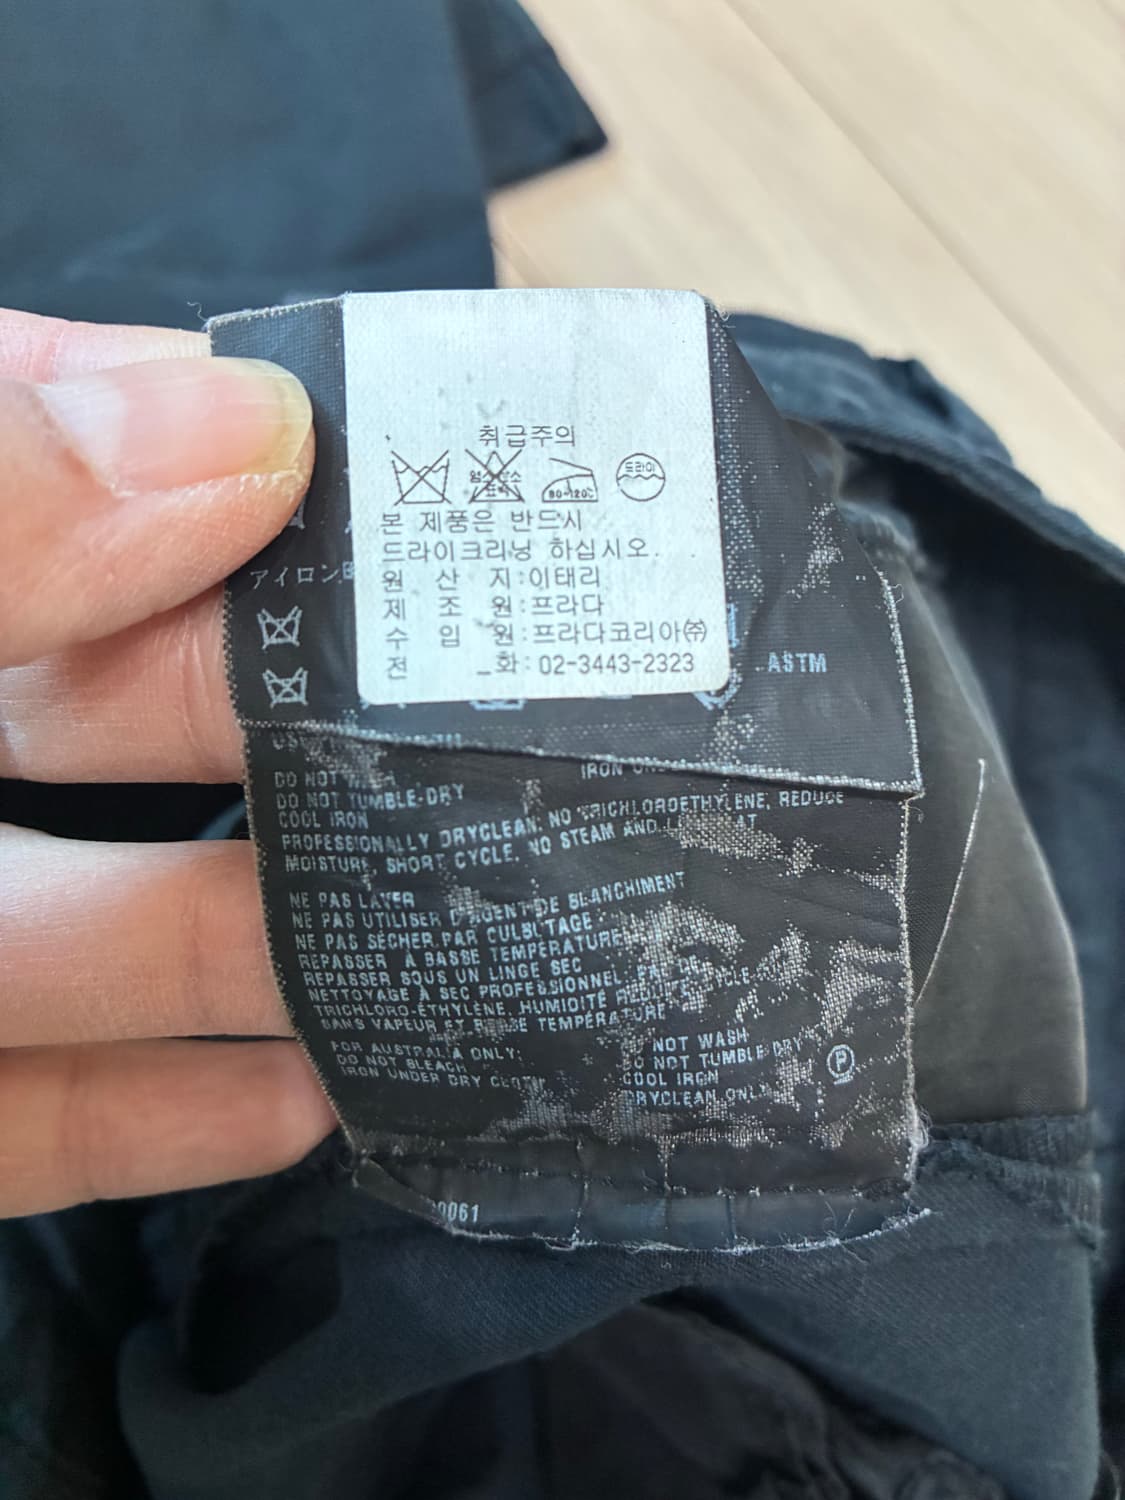 취급주의
드라이
80~120℃
본 제품은 반드시
드라이크리닝 하십시오.
원 산 지:이태리
제 조 원:프라다
수 입 원:프라다코리아㈜
전 화: 02-3443-2323
アイロン
ASTM
DO NOT
IRON
DO NOT TUMBLE-DRY
COOL IRON
PROFESSIONALLY DRYCLEAN: NO TRICHLOROETHYLENE, REDUCE
MOISTURE, SHORT CYCLE, NO STEAM AND
NE PAS LAVER
NE PAS UTILISER D'AGENT DE BLANCHIMENT
NE PAS SÉCHER PAR CULBUTAGE
REPASSER À BASSE TEMPÉRATURE
REPASSER SOUS UN LINGE SEC
NETTOYAGE À SEC PROFESSIONNEL,
TRICHLORO-ÉTHYLÈNE, HUMIDITÉ RÉDUITE
SANS VAPEUR ET BASSE TEMPÉRATURE
FOR AUSTRALIA ONLY:
DO NOT BLEACH
IRON UNDER DRY CLOTH
NOT WASH
DO NOT TUMBLE DRY
COOL IRON
DRYCLEAN ONLY
P
0061